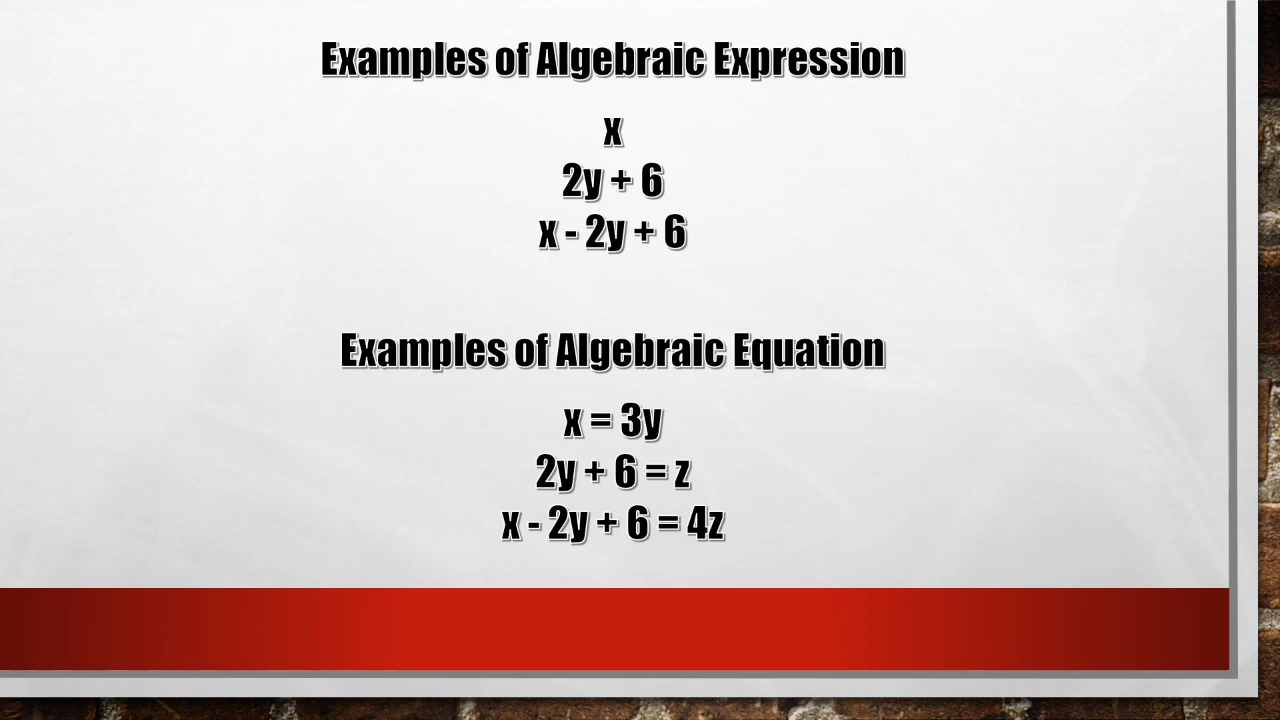 Examples of Algebraic Expression
x
2y + 6
x - 2y + 6
Examples of Algebraic Equation
x = 3y
2y + 6 = z
x - 2y + 6 = 4z